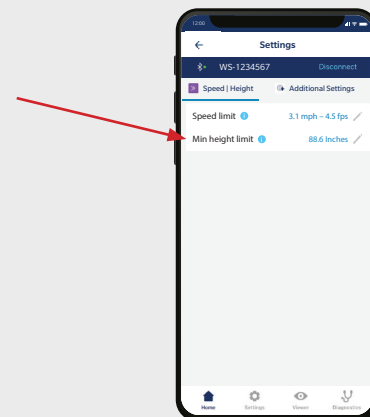 12:00
Settings
WS-1234567 Disconnect
Speed | Height Additional Settings
Speed limit i 3.1 mph – 4.5 fps
Min height limit i 88.6 Inches
Home Settings Viewer Diagnostics